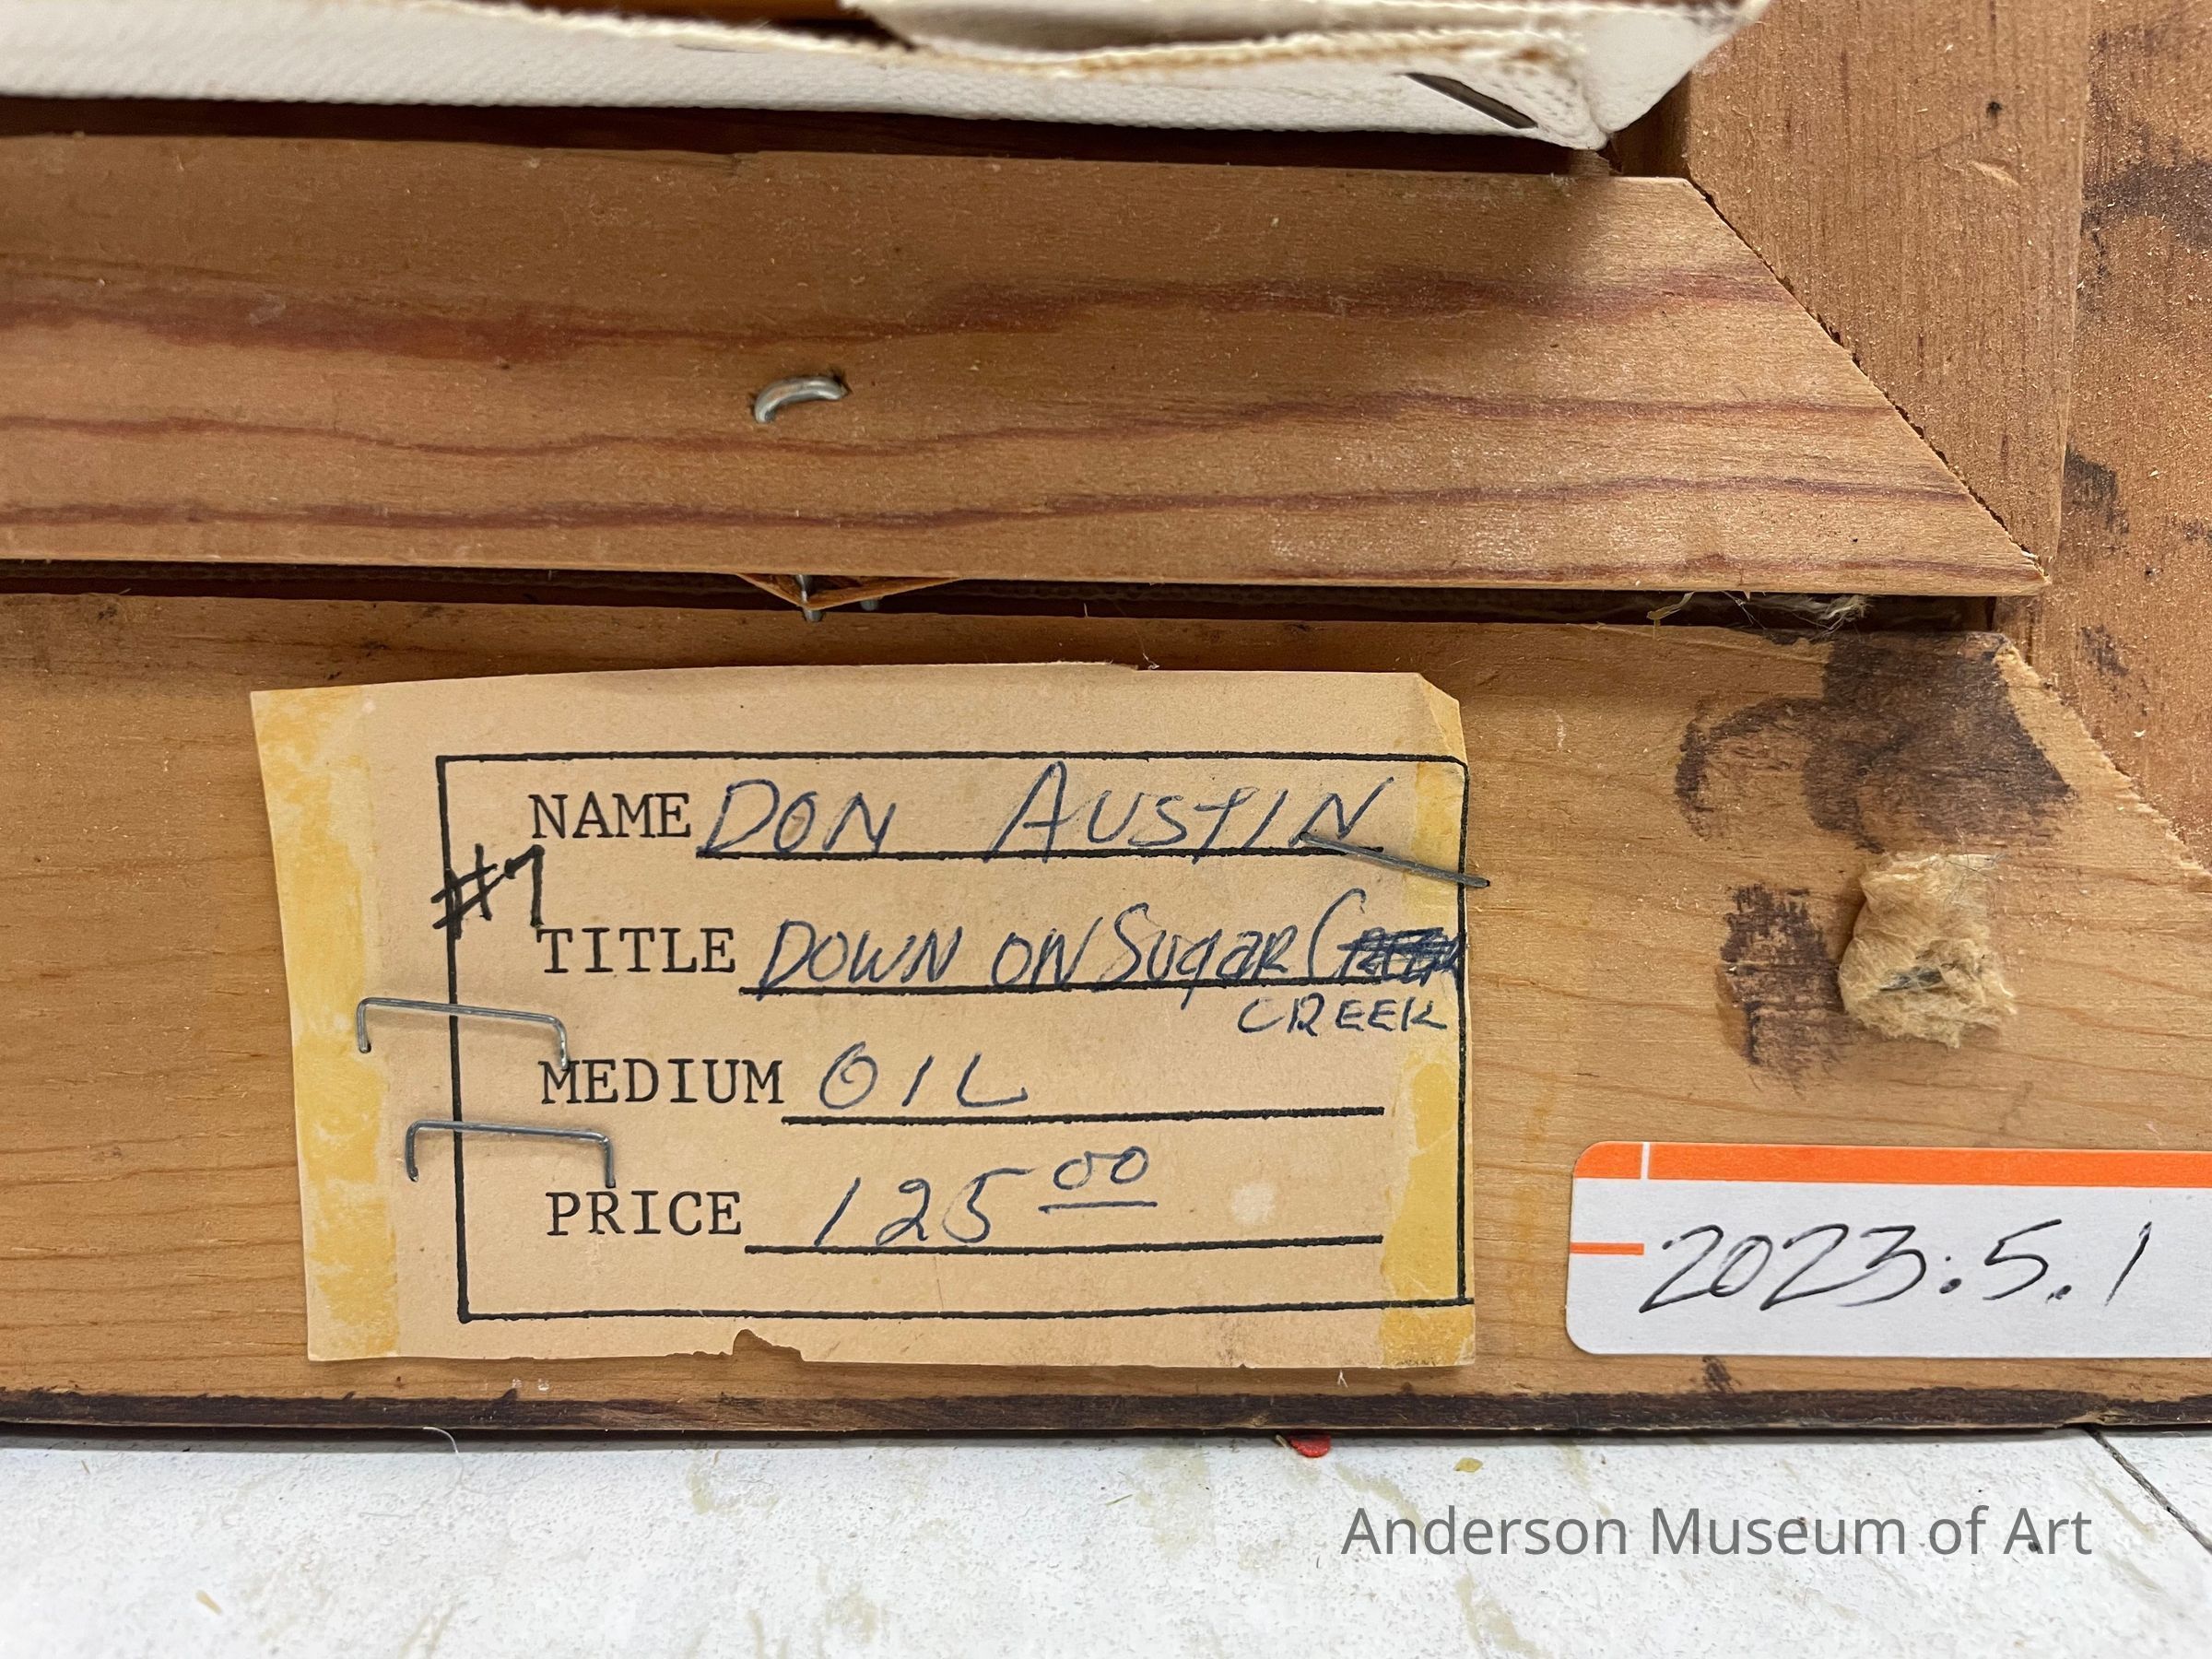 NAME DON AUSTIN
#7
TITLE DOWN ON SugaR
CREEK
MEDIUM OIL
PRICE 125 00
2023.5.1
Anderson Museum of Art